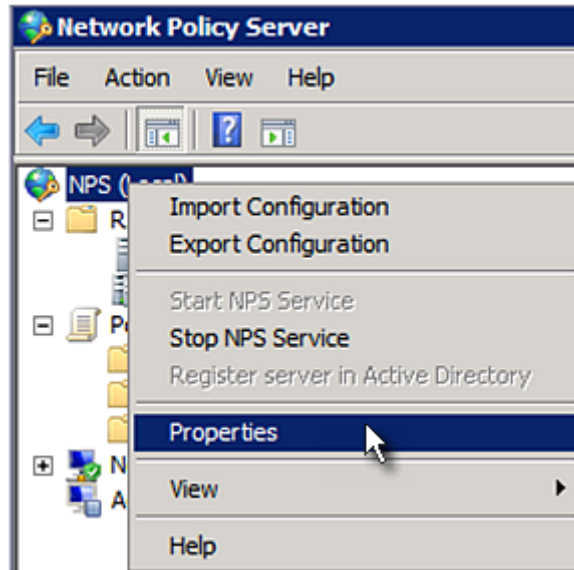 Network Policy Server
File Action View Help
NPS (Local)
Import Configuration
Export Configuration
Start NPS Service
Stop NPS Service
Register server in Active Directory
Properties
View
Help